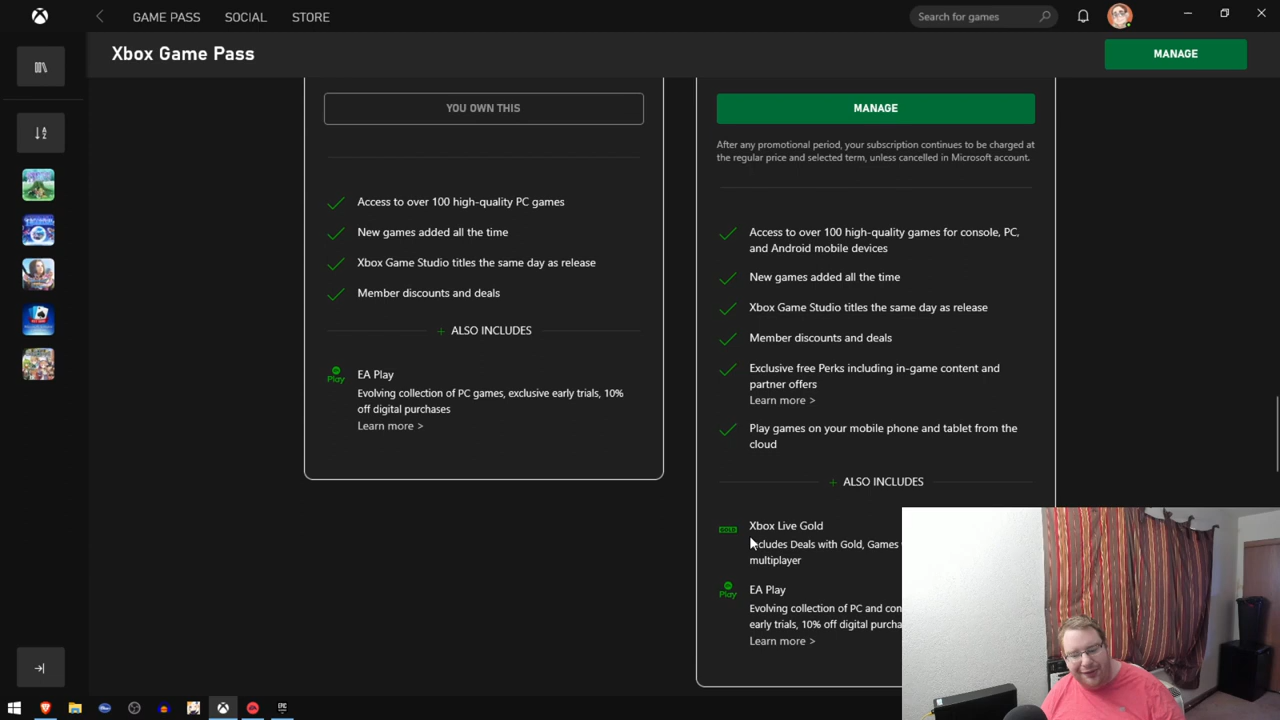 GAME PASS
SOCIAL
STORE
Search for games
Xbox Game Pass
MANAGE
YOU OWN THIS
Access to over 100 high-quality PC games
New games added all the time
Xbox Game Studio titles the same day as release
Member discounts and deals
+ ALSO INCLUDES
EA Play
Evolving collection of PC games, exclusive early trials, 10%
off digital purchases
Learn more >
MANAGE
After any promotional period, your subscription continues to be charged at
the regular price and selected term, unless cancelled in Microsoft account.
Access to over 100 high-quality games for console, PC,
and Android mobile devices
New games added all the time
Xbox Game Studio titles the same day as release
Member discounts and deals
Exclusive free Perks including in-game content and
partner offers
Learn more >
Play games on your mobile phone and tablet from the
cloud
+ ALSO INCLUDES
GOLD
Xbox Live Gold
Includes Deals with Gold, Games
multiplayer
Play
EA Play
Evolving collection of PC and
early trials, 10% off digital
Learn more >